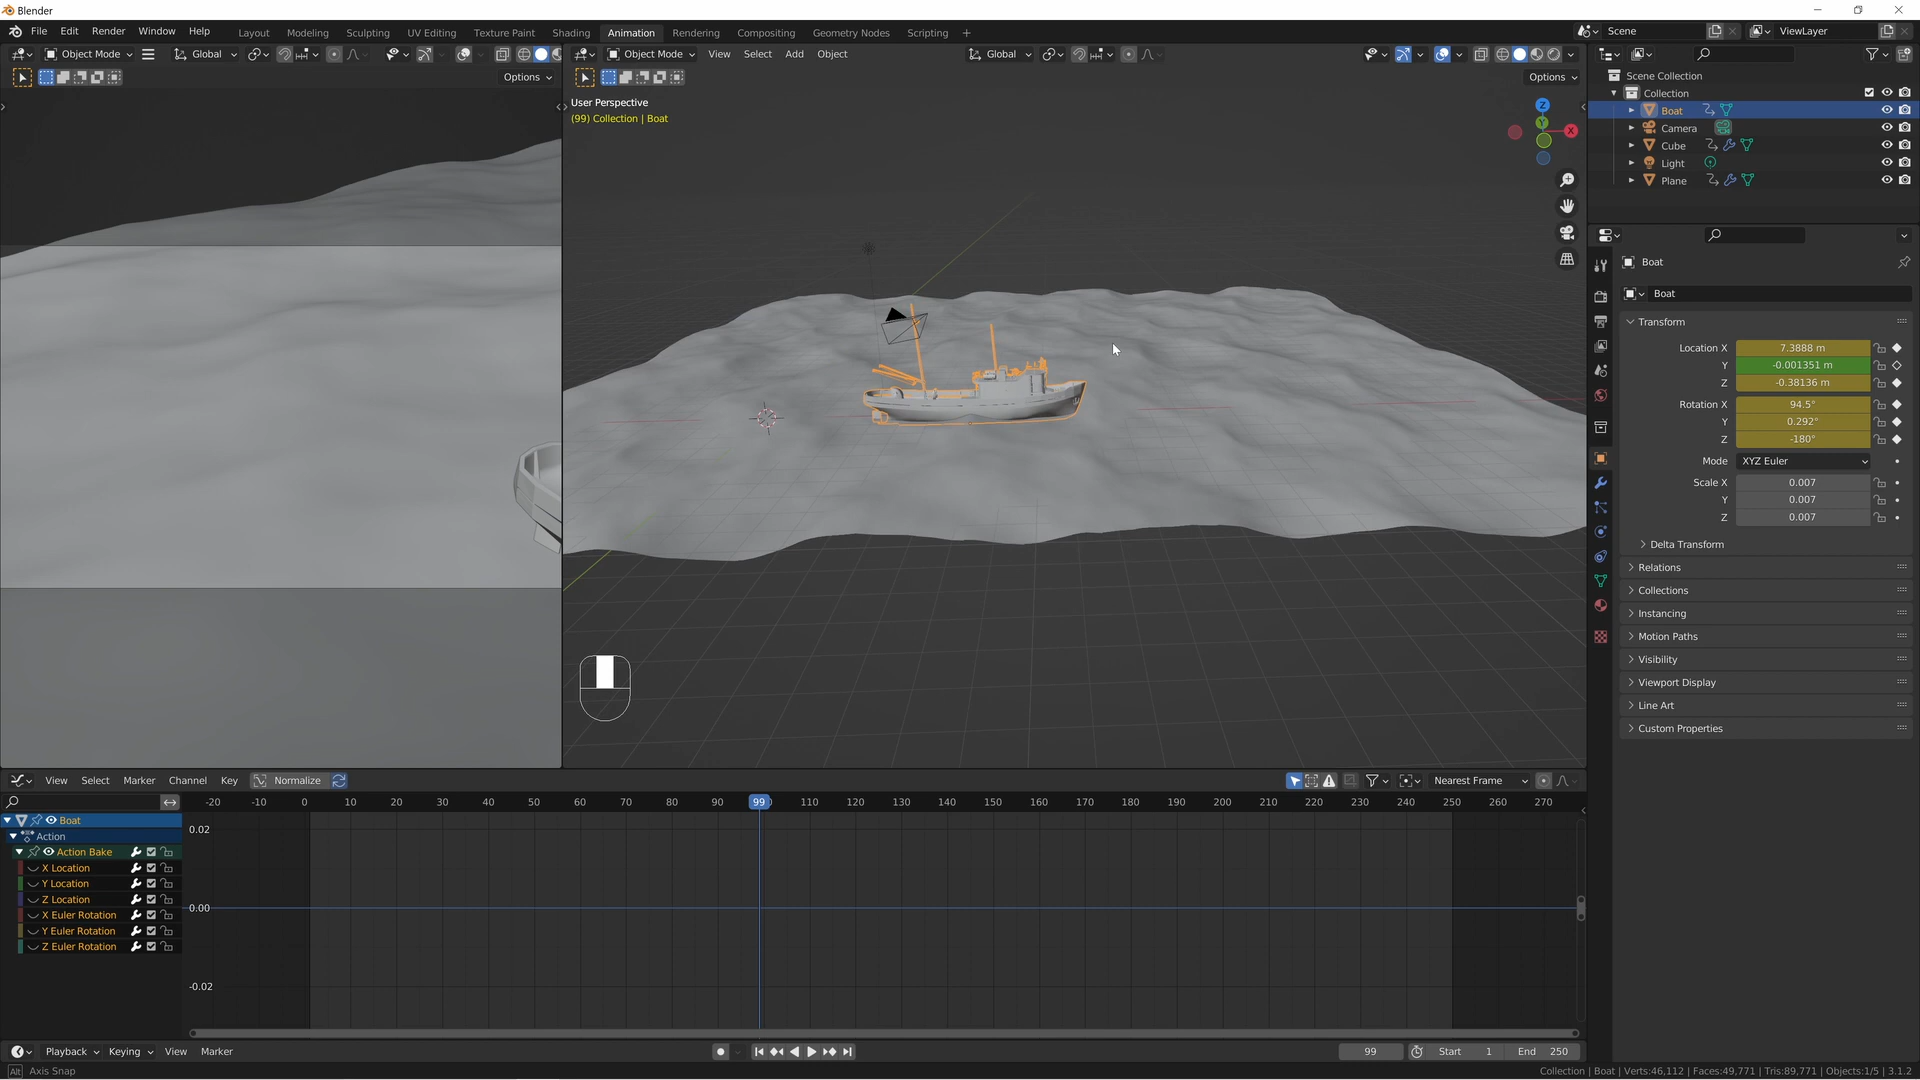 Blender
File Edit Render Window Help Layout Modeling Sculpting UV Editing Texture Paint Shading Animation Rendering Compositing Geometry Nodes Scripting + Scene ViewLayer
Object Mode Global Object Mode View Select Add Object Global
Options Options
User Perspective
(99) Collection | Boat
Z
Y
X
Scene Collection
Collection
Boat
Camera
Cube
Light
Plane
Boat
Boat
Transform
Location X 7.3888 m
Y -0.001351 m
Z -0.38136 m
Rotation X 94.5°
Y 0.292°
Z -180°
Mode XYZ Euler
Scale X 0.007
Y 0.007
Z 0.007
Delta Transform
Relations
Collections
Instancing
Motion Paths
Visibility
Viewport Display
Line Art
Custom Properties
View Select Marker Channel Key Normalize Nearest Frame
-20 -10 0 10 20 30 40 50 60 70 80 90 99 110 120 130 140 150 160 170 180 190 200 210 220 230 240 250 260 270
Boat
Action
Action Bake
X Location
Y Location
Z Location
X Euler Rotation
Y Euler Rotation
Z Euler Rotation
0.02
0.00
-0.02
Playback Keying View Marker 99 Start 1 End 250
Alt Axis Snap Collection | Boat | Verts:46,112 | Faces:49,771 | Tris:89,771 | Objects:1/5 | 3.1.2